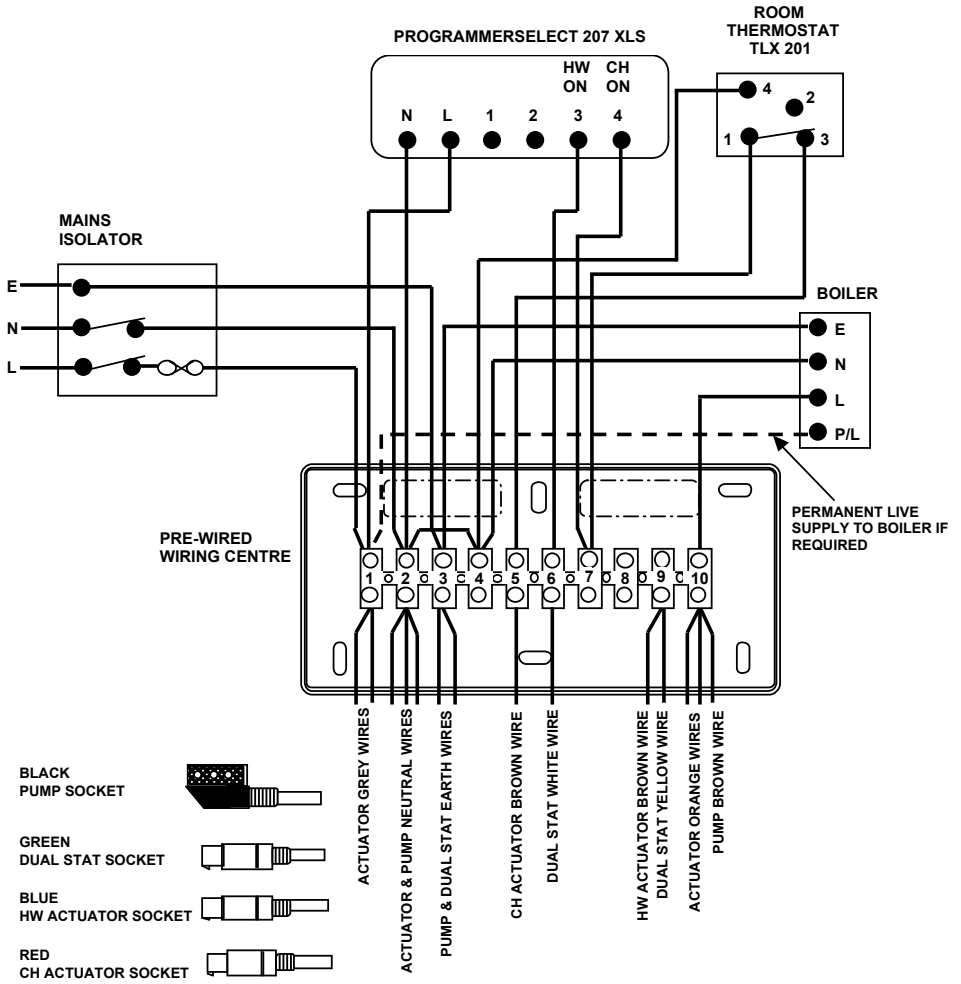 ROOM
THERMOSTAT
TLX 201
PROGRAMMERSELECT 207 XLS
HW
ON
CH
ON
N
L
1
2
3
4
4
2
1
3
MAINS
ISOLATOR
E
N
L
BOILER
E
N
L
P/L
PERMANENT LIVE
SUPPLY TO BOILER IF
REQUIRED
PRE-WIRED
WIRING CENTRE
1
2
3
4
5
6
7
8
9
10
ACTUATOR GREY WIRES
ACTUATOR & PUMP NEUTRAL WIRES
PUMP & DUAL STAT EARTH WIRES
CH ACTUATOR BROWN WIRE
DUAL STAT WHITE WIRE
HW ACTUATOR BROWN WIRE
DUAL STAT YELLOW WIRE
ACTUATOR ORANGE WIRES
PUMP BROWN WIRE
BLACK
PUMP SOCKET
GREEN
DUAL STAT SOCKET
BLUE
HW ACTUATOR SOCKET
RED
CH ACTUATOR SOCKET